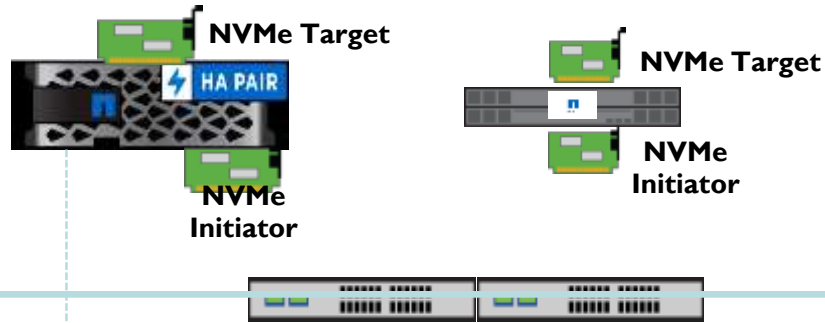 NVMe Target
HA PAIR
NVMe
Initiator
NVMe Target
NVMe
Initiator